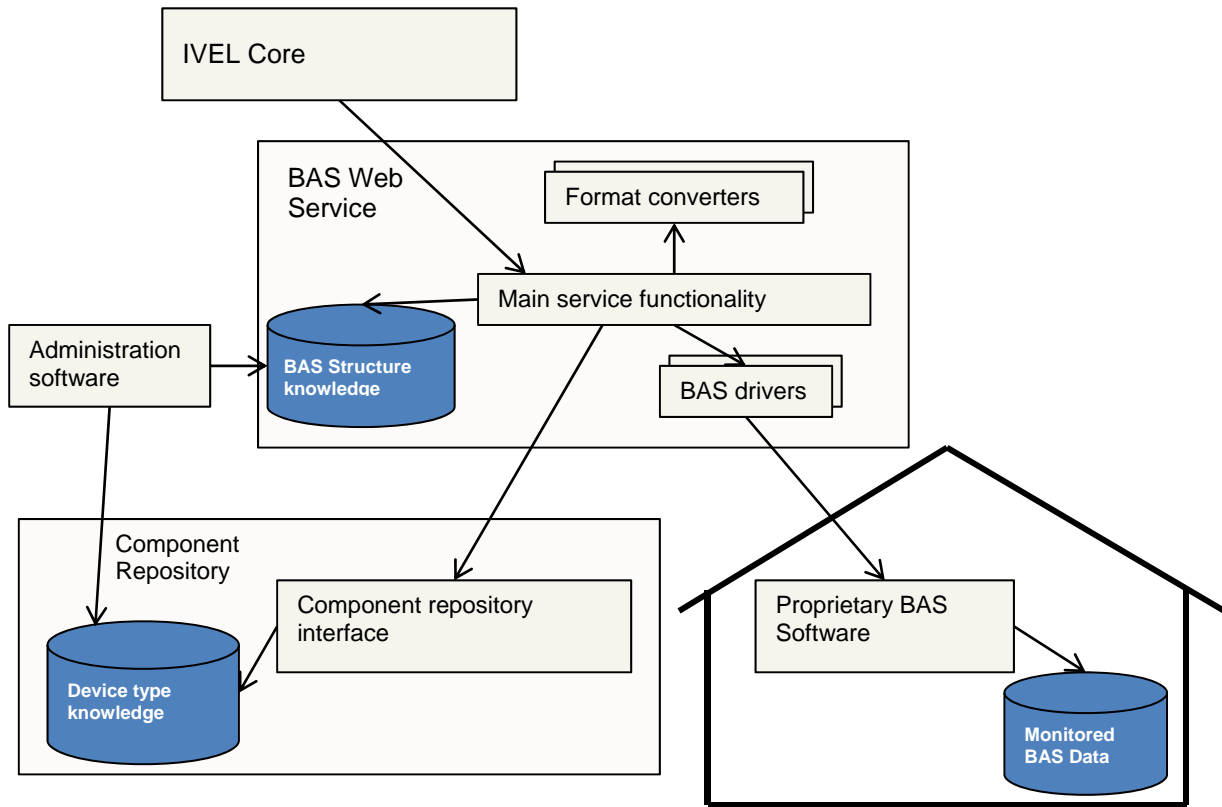 IVEL Core
BAS Web
Service
Format converters
Main service functionality
Administration
software
BAS Structure
knowledge
BAS drivers
Component
Repository
Component repository
interface
Proprietary BAS
Software
Device type
knowledge
Monitored
BAS Data